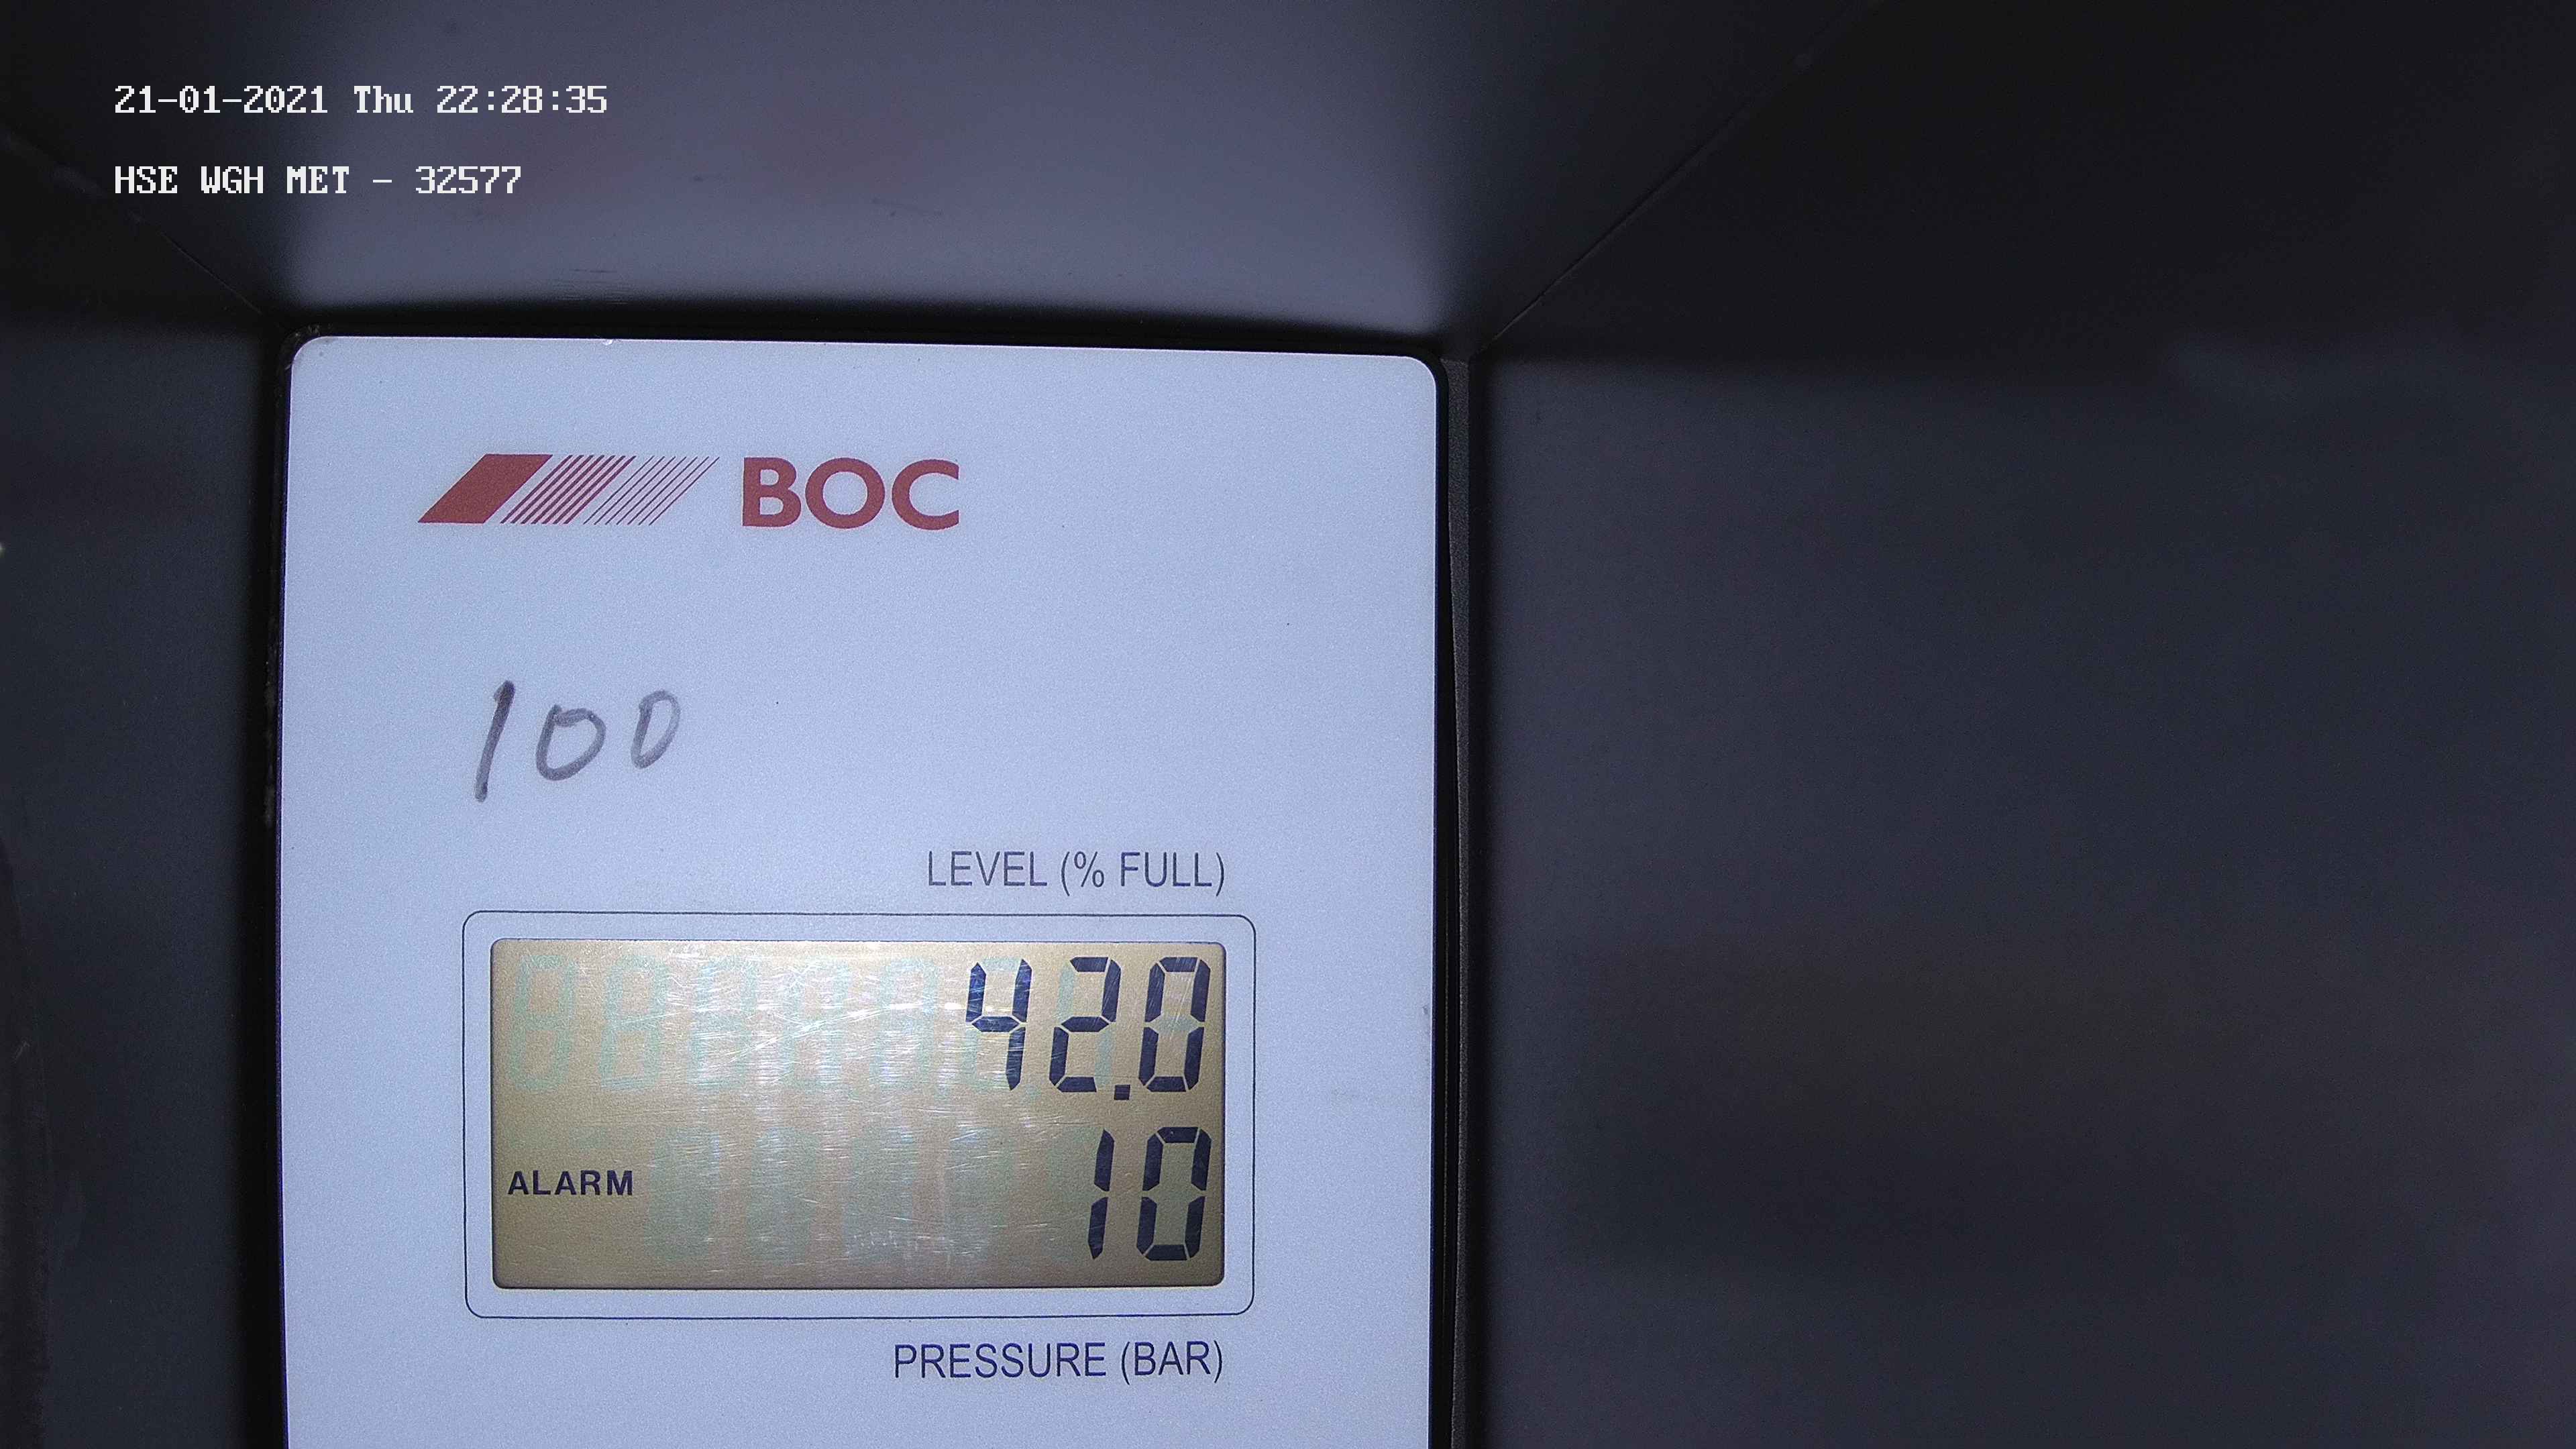 21-01-2021 Thu 22:28:35
HSE WGH MET - 32577
BOC
100
LEVEL (% FULL)
42.0
ALARM 10
PRESSURE (BAR)